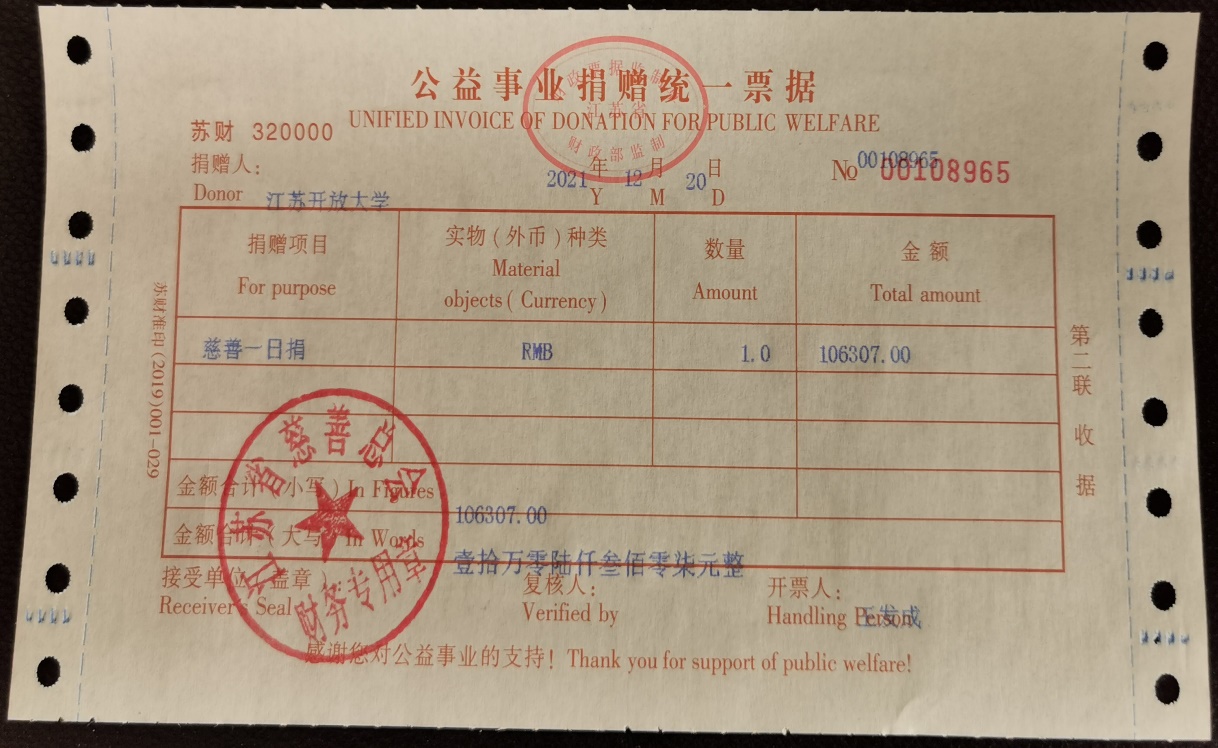 公益事业捐赠统一票据
UNIFIED INVOICE OF DONATION FOR PUBLIC WELFARE
苏财 320000
捐赠人:
Donor 江苏开放大学
2021 年 12 月 20 日
Y M D
№ 00108965
00108965
捐赠项目
For purpose
实物(外币)种类
Material
objects(Currency)
数量
Amount
金额
Total amount
慈善一日捐 RMB 1.0 106307.00
金额合计(小写)In Figures
106307.00
金额合计(大写)In Words
壹拾万零陆仟叁佰零柒元整
接受单位(盖章)
Receiver's Seal
复核人:
Verified by
开票人:
Handling Person
王发成
感谢您对公益事业的支持! Thank you for support of public welfare!
苏财准印(2019)001-029
第二联 收据
江苏省慈善总会
财务专用章
江苏省
财政部监制